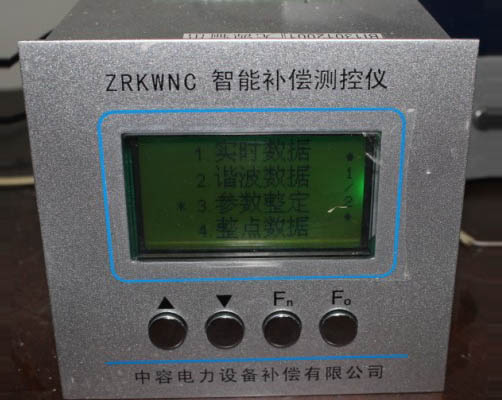 ZRKWNC 智能补偿测控仪
1 实时数据
2 谐波数据
* 3 参数整定
4 整点数据
1/2
▲ ▼ Fn Fo
中容电力设备补偿有限公司